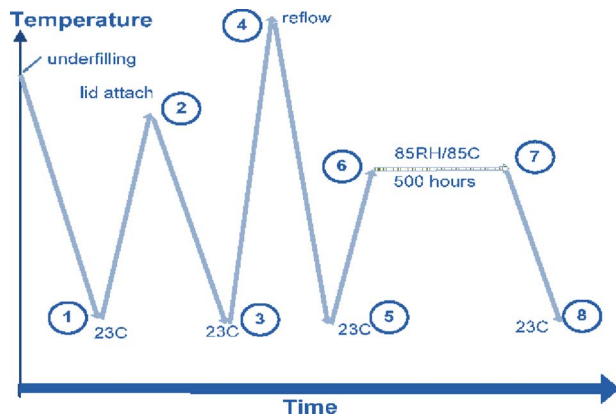 Temperature
4
reflow
underfilling
lid attach
2
6
85RH/85C
7
500 hours
1
23C
23C
3
23C
5
23C
8
Time